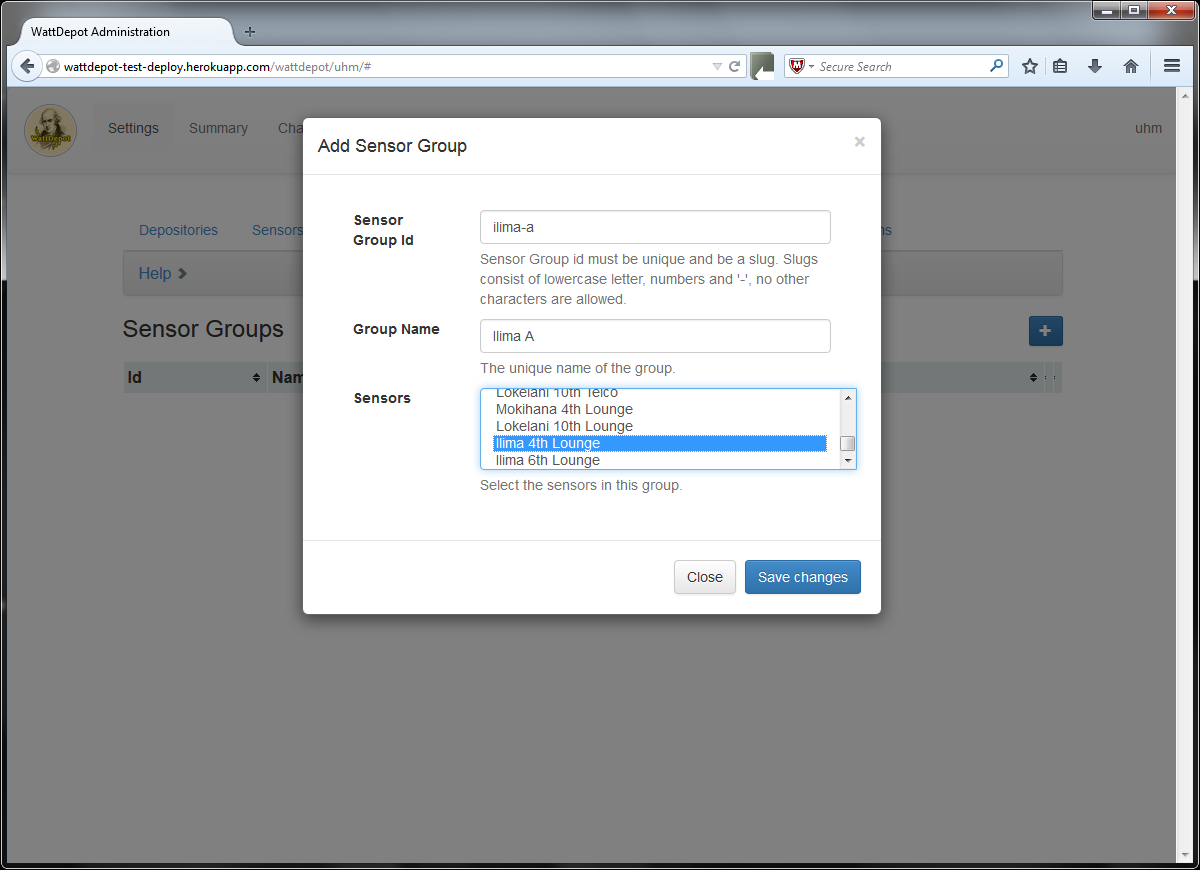 WattDepot Administration
wattdepot-test-deploy.herokuapp.com/wattdepot/uhm/#
Secure Search
WattDepot
Settings
Summary
Cha
uhm
Depositories
Sensors
ns
Help
Sensor Groups
Id
Nam
Add Sensor Group
×
Sensor
Group Id
ilima-a
Sensor Group id must be unique and be a slug. Slugs
consist of lowercase letter, numbers and '-', no other
characters are allowed.
Group Name
Ilima A
The unique name of the group.
Sensors
Lokelani 10th Telco
Mokihana 4th Lounge
Lokelani 10th Lounge
Ilima 4th Lounge
Ilima 6th Lounge
Select the sensors in this group.
Close
Save changes